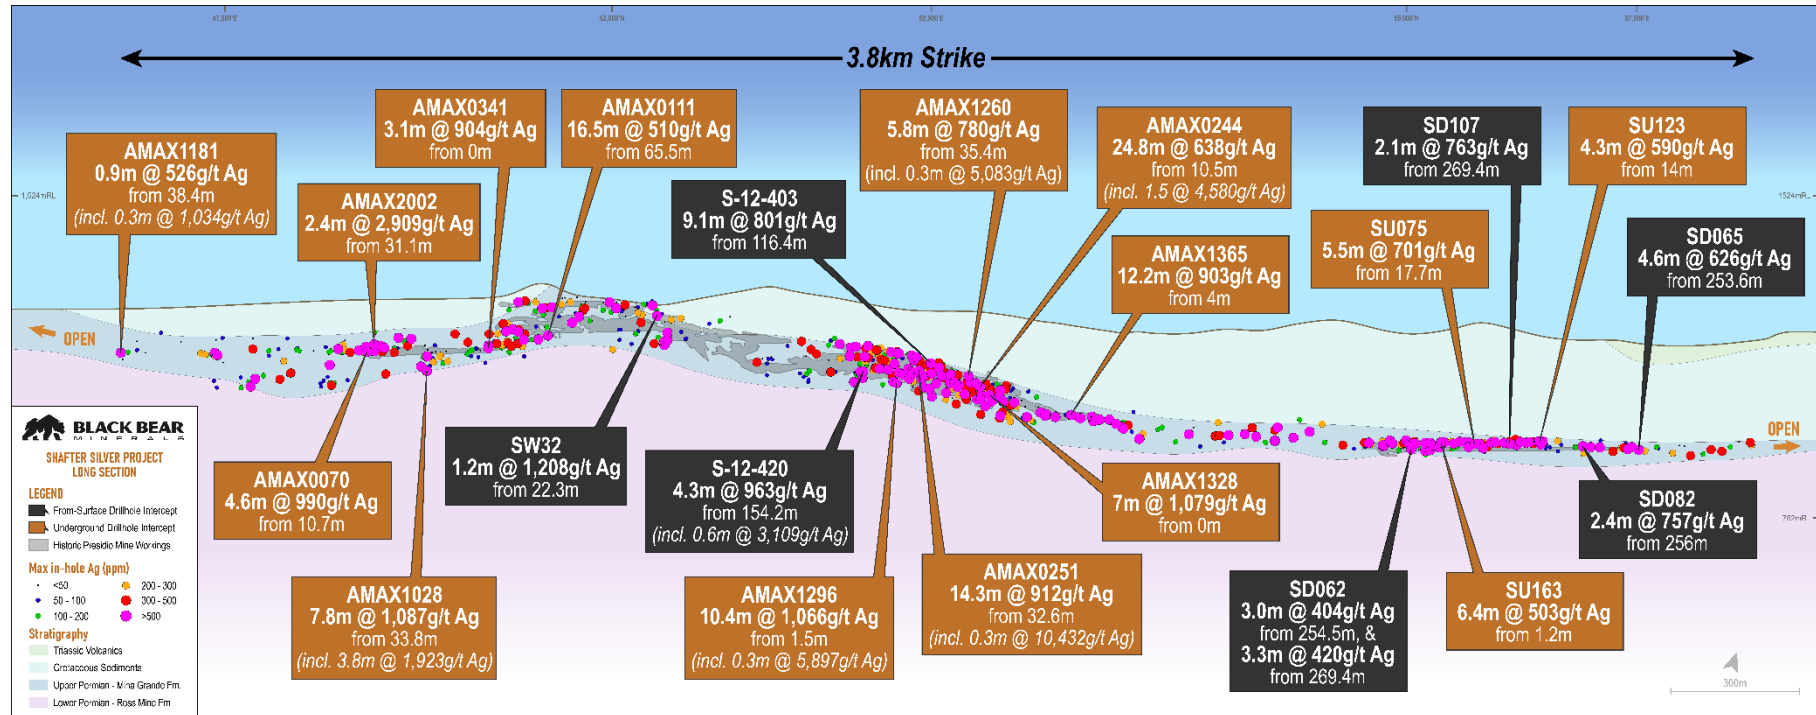 47,500'E
52,500'N
52,500'E
55,000'N
57,500'E
3.8km Strike
AMAX1181
0.9m @ 526g/t Ag
from 38.4m
(incl. 0.3m @ 1,034g/t Ag)
AMAX2002
2.4m @ 2,909g/t Ag
from 31.1m
AMAX0341
3.1m @ 904g/t Ag
from 0m
AMAX0111
16.5m @ 510g/t Ag
from 65.5m
S-12-403
9.1m @ 801g/t Ag
from 116.4m
AMAX1260
5.8m @ 780g/t Ag
from 35.4m
(incl. 0.3m @ 5,083g/t Ag)
AMAX0244
24.8m @ 638g/t Ag
from 10.5m
(incl. 1.5 @ 4,580g/t Ag)
AMAX1365
12.2m @ 903g/t Ag
from 4m
SD107
2.1m @ 763g/t Ag
from 269.4m
SU123
4.3m @ 590g/t Ag
from 14m
SU075
5.5m @ 701g/t Ag
from 17.7m
SD065
4.6m @ 626g/t Ag
from 253.6m
1,524mRL
1524mRL
OPEN
OPEN
762mR
AMAX0070
4.6m @ 990g/t Ag
from 10.7m
SW32
1.2m @ 1,208g/t Ag
from 22.3m
S-12-420
4.3m @ 963g/t Ag
from 154.2m
(incl. 0.6m @ 3,109g/t Ag)
AMAX1328
7m @ 1,079g/t Ag
from 0m
SD082
2.4m @ 757g/t Ag
from 256m
AMAX1028
7.8m @ 1,087g/t Ag
from 33.8m
(incl. 3.8m @ 1,923g/t Ag)
AMAX1296
10.4m @ 1,066g/t Ag
from 1.5m
(incl. 0.3m @ 5,897g/t Ag)
AMAX0251
14.3m @ 912g/t Ag
from 32.6m
(incl. 0.3m @ 10,432g/t Ag)
SD062
3.0m @ 404g/t Ag
from 254.5m, &
3.3m @ 420g/t Ag
from 269.4m
SU163
6.4m @ 503g/t Ag
from 1.2m
BLACK BEAR
MINERALS
SHAFTER SILVER PROJECT
LONG SECTION
LEGEND
From-Surface Drillhole Intercept
Underground Drillhole Intercept
Historic Presidio Mine Workings
Max in-hole Ag (ppm)
<50
50 - 100
100 - 200
200 - 300
300 - 500
>500
Stratigraphy
Triassic Volcanics
Cretaceous Sediments
Upper Permian - Mina Grande Fm.
Lower Permian - Ross Mine Fm
300m